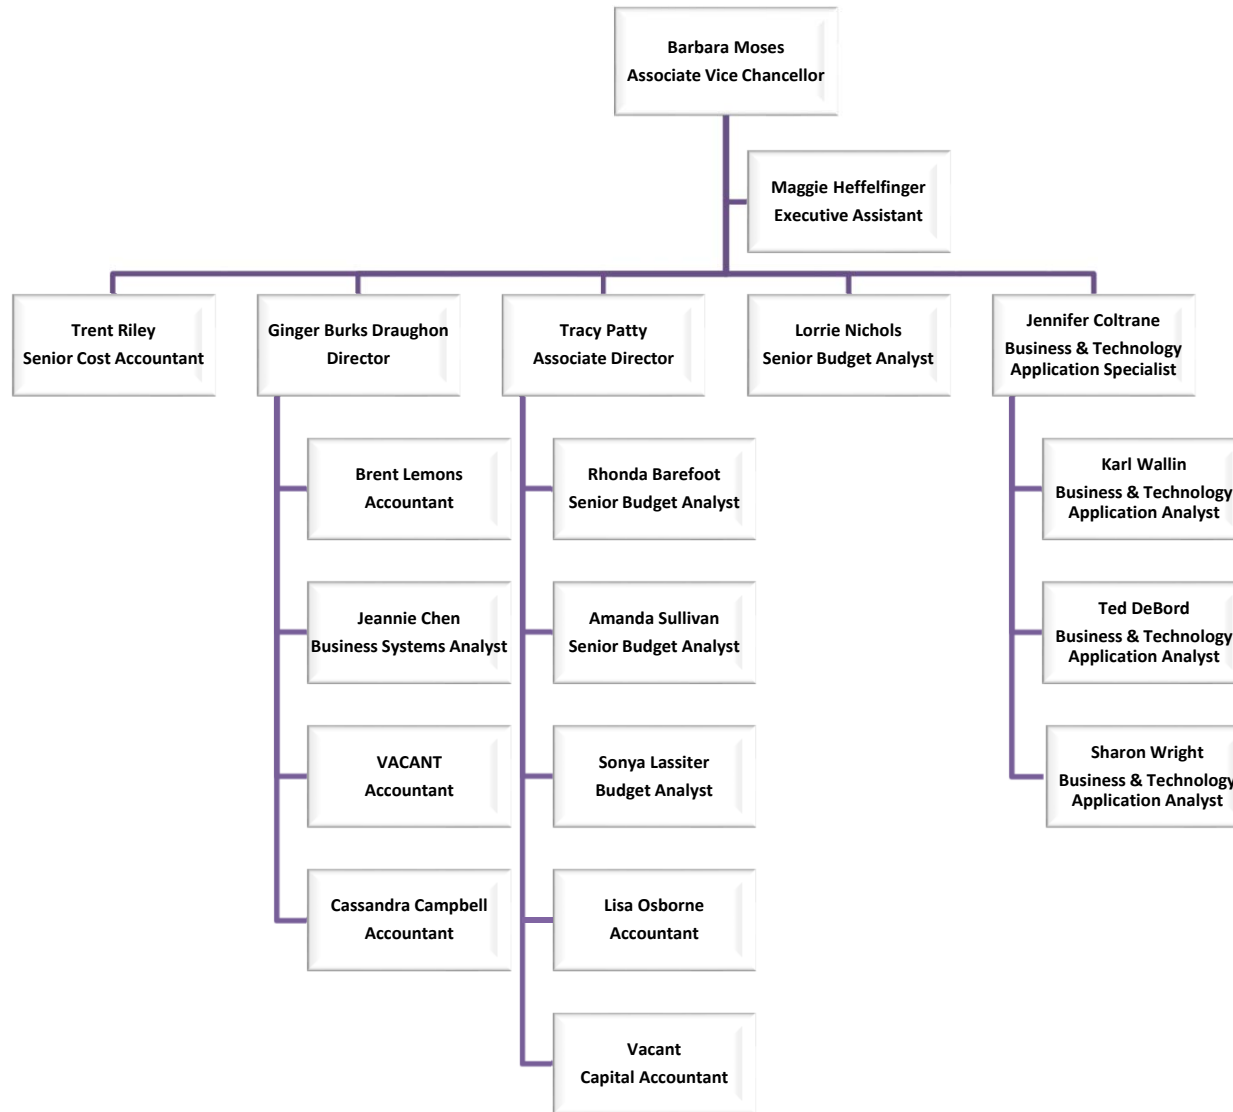 Barbara Moses
Associate Vice Chancellor
Maggie Heffelfinger
Executive Assistant
Trent Riley
Senior Cost Accountant
Ginger Burks Draughon
Director
Tracy Patty
Associate Director
Lorrie Nichols
Senior Budget Analyst
Jennifer Coltrane
Business & Technology
Application Specialist
Brent Lemons
Accountant
Jeannie Chen
Business Systems Analyst
VACANT
Accountant
Cassandra Campbell
Accountant
Rhonda Barefoot
Senior Budget Analyst
Amanda Sullivan
Senior Budget Analyst
Sonya Lassiter
Budget Analyst
Lisa Osborne
Accountant
Vacant
Capital Accountant
Karl Wallin
Business & Technology
Application Analyst
Ted DeBord
Business & Technology
Application Analyst
Sharon Wright
Business & Technology
Application Analyst